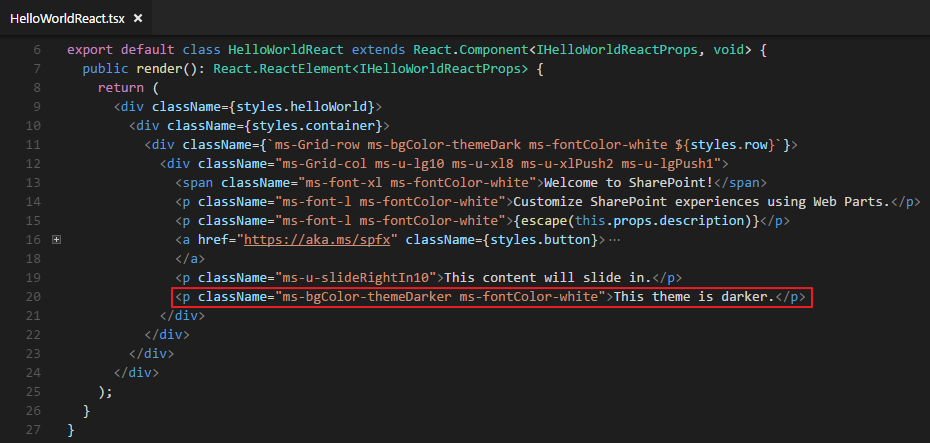 HelloWorldReact.tsx ×
6 export default class HelloWorldReact extends React.Component<IHelloWorldReactProps, void> {
7 public render(): React.ReactElement<IHelloWorldReactProps> {
8 return (
9 <div className={styles.helloWorld}>
10 <div className={styles.container}>
11 <div className={`ms-Grid-row ms-bgColor-themeDark ms-fontColor-white ${styles.row}`}>
12 <div className="ms-Grid-col ms-u-lg10 ms-u-xl8 ms-u-xlPush2 ms-u-lgPush1">
13 <span className="ms-font-xl ms-fontColor-white">Welcome to SharePoint!</span>
14 <p className="ms-font-l ms-fontColor-white">Customize SharePoint experiences using Web Parts.</p>
15 <p className="ms-font-l ms-fontColor-white">{escape(this.props.description)}</p>
16 <a href="https://aka.ms/spfx" className={styles.button}>…
18 </a>
19 <p className="ms-u-slideRightIn10">This content will slide in.</p>
20 <p className="ms-bgColor-themeDarker ms-fontColor-white">This theme is darker.</p>
21 </div>
22 </div>
23 </div>
24 </div>
25 );
26 }
27 }